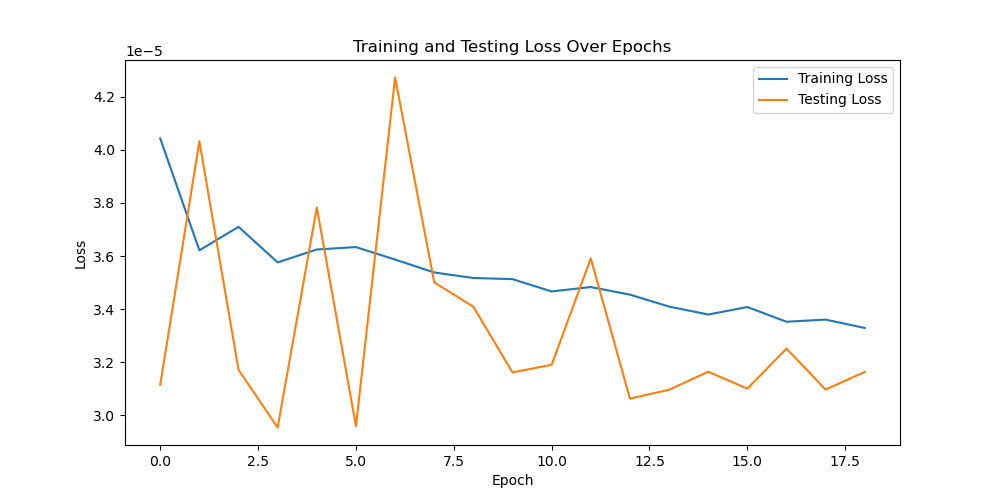 Training and Testing Loss Over Epochs
1e−5
Training Loss
Testing Loss
4.2
4.0
3.8
3.6
3.4
3.2
3.0
Loss
0.0 2.5 5.0 7.5 10.0 12.5 15.0 17.5
Epoch